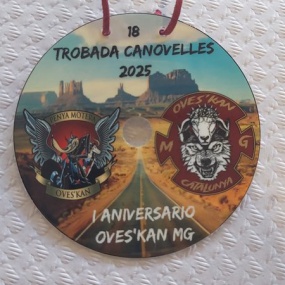 18
TROBADA CANOVELLES
2025
OVES'KAN
OVES'KAN
M G
CATALUNYA
I ANIVERSARIO
OVES'KAN MG